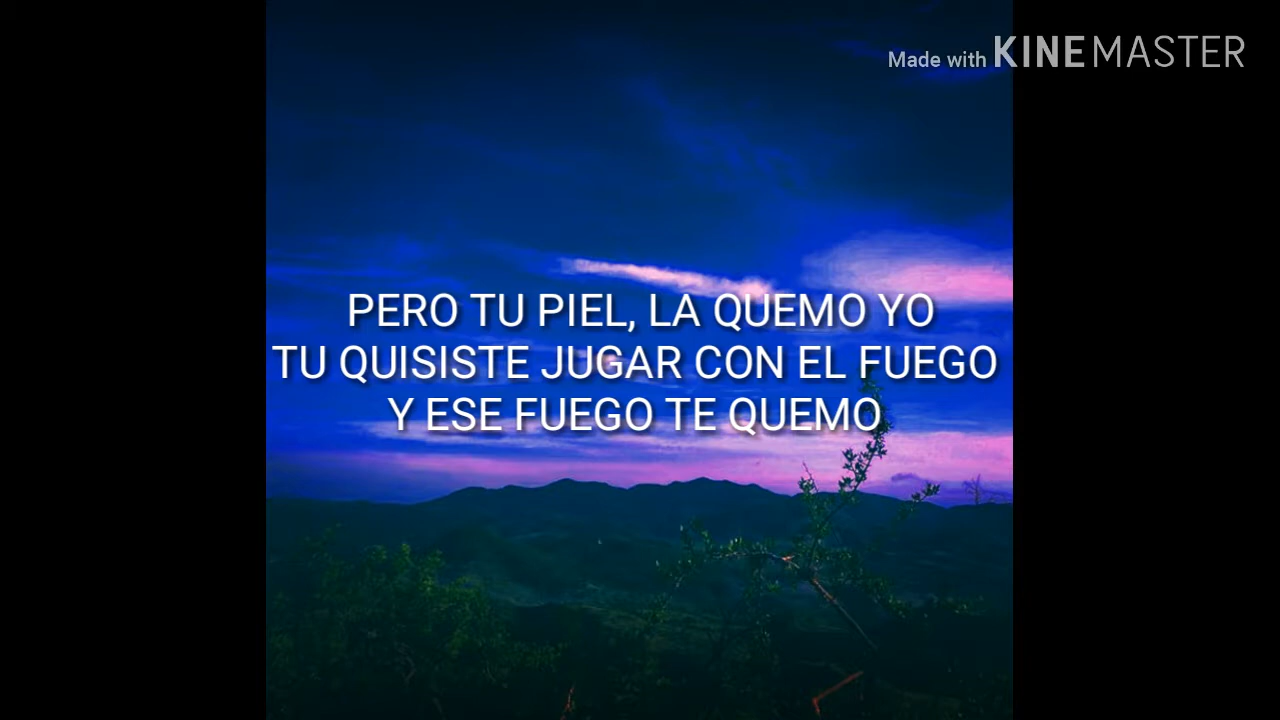 Made with KINEMASTER
PERO TU PIEL, LA QUEMO YO
TU QUISISTE JUGAR CON EL FUEGO
Y ESE FUEGO TE QUEMO